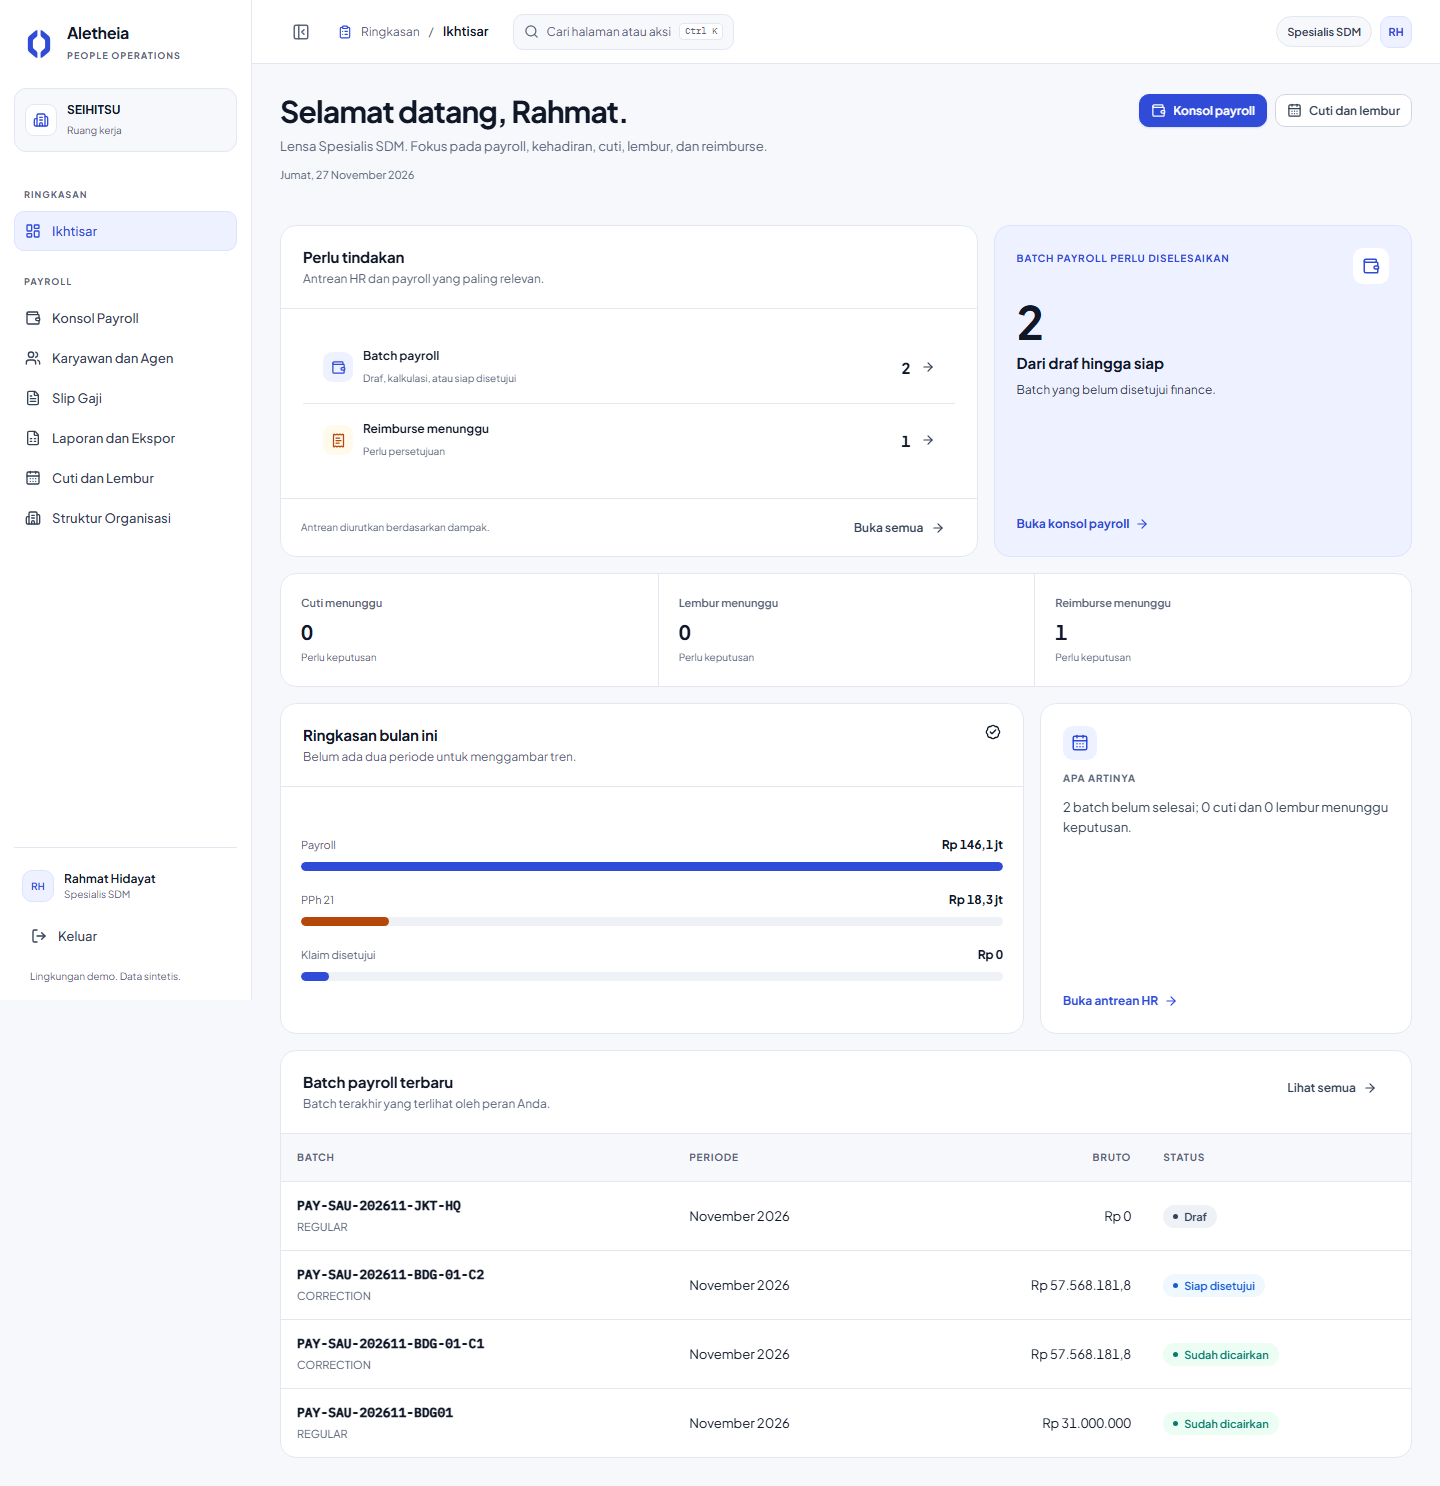 Aletheia
PEOPLE OPERATIONS
SEIHITSU
Ruang kerja
RINGKASAN
Ikhtisar
PAYROLL
Konsol Payroll
Karyawan dan Agen
Slip Gaji
Laporan dan Ekspor
Cuti dan Lembur
Struktur Organisasi
RH
Rahmat Hidayat
Spesialis SDM
Keluar
Lingkungan demo. Data sintetis.
Ringkasan / Ikhtisar
Cari halaman atau aksi
Ctrl K
Spesialis SDM
RH
Selamat datang, Rahmat.
Lensa Spesialis SDM. Fokus pada payroll, kehadiran, cuti, lembur, dan reimburse.
Jumat, 27 November 2026
Konsol payroll
Cuti dan lembur
Perlu tindakan
Antrean HR dan payroll yang paling relevan.
Batch payroll
Draf, kalkulasi, atau siap disetujui
2
Reimburse menunggu
Perlu persetujuan
1
Antrean diurutkan berdasarkan dampak.
Buka semua
BATCH PAYROLL PERLU DISELESAIKAN
2
Dari draf hingga siap
Batch yang belum disetujui finance.
Buka konsol payroll
Cuti menunggu
0
Perlu keputusan
Lembur menunggu
0
Perlu keputusan
Reimburse menunggu
1
Perlu keputusan
Ringkasan bulan ini
Belum ada dua periode untuk menggambar tren.
Payroll
Rp 146,1 jt
PPh 21
Rp 18,3 jt
Klaim disetujui
Rp 0
APA ARTINYA
2 batch belum selesai; 0 cuti dan 0 lembur menunggu
keputusan.
Buka antrean HR
Batch payroll terbaru
Batch terakhir yang terlihat oleh peran Anda.
Lihat semua
BATCH PERIODE BRUTO STATUS
PAY-SAU-202611-JKT-HQ
REGULAR
November 2026
Rp 0
Draf
PAY-SAU-202611-BDG-01-C2
CORRECTION
November 2026
Rp 57.568.181,8
Siap disetujui
PAY-SAU-202611-BDG-01-C1
CORRECTION
November 2026
Rp 57.568.181,8
Sudah dicairkan
PAY-SAU-202611-BDG01
REGULAR
November 2026
Rp 31.000.000
Sudah dicairkan